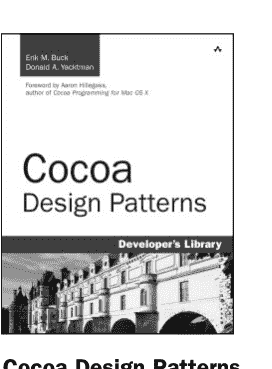 Erik M. Buck
Donald A. Yacktman
Foreword by Aaron Hillegass,
author of Cocoa Programming for Mac OS X
Cocoa
Design Patterns
Developer's Library
Cocoa Design Patterns